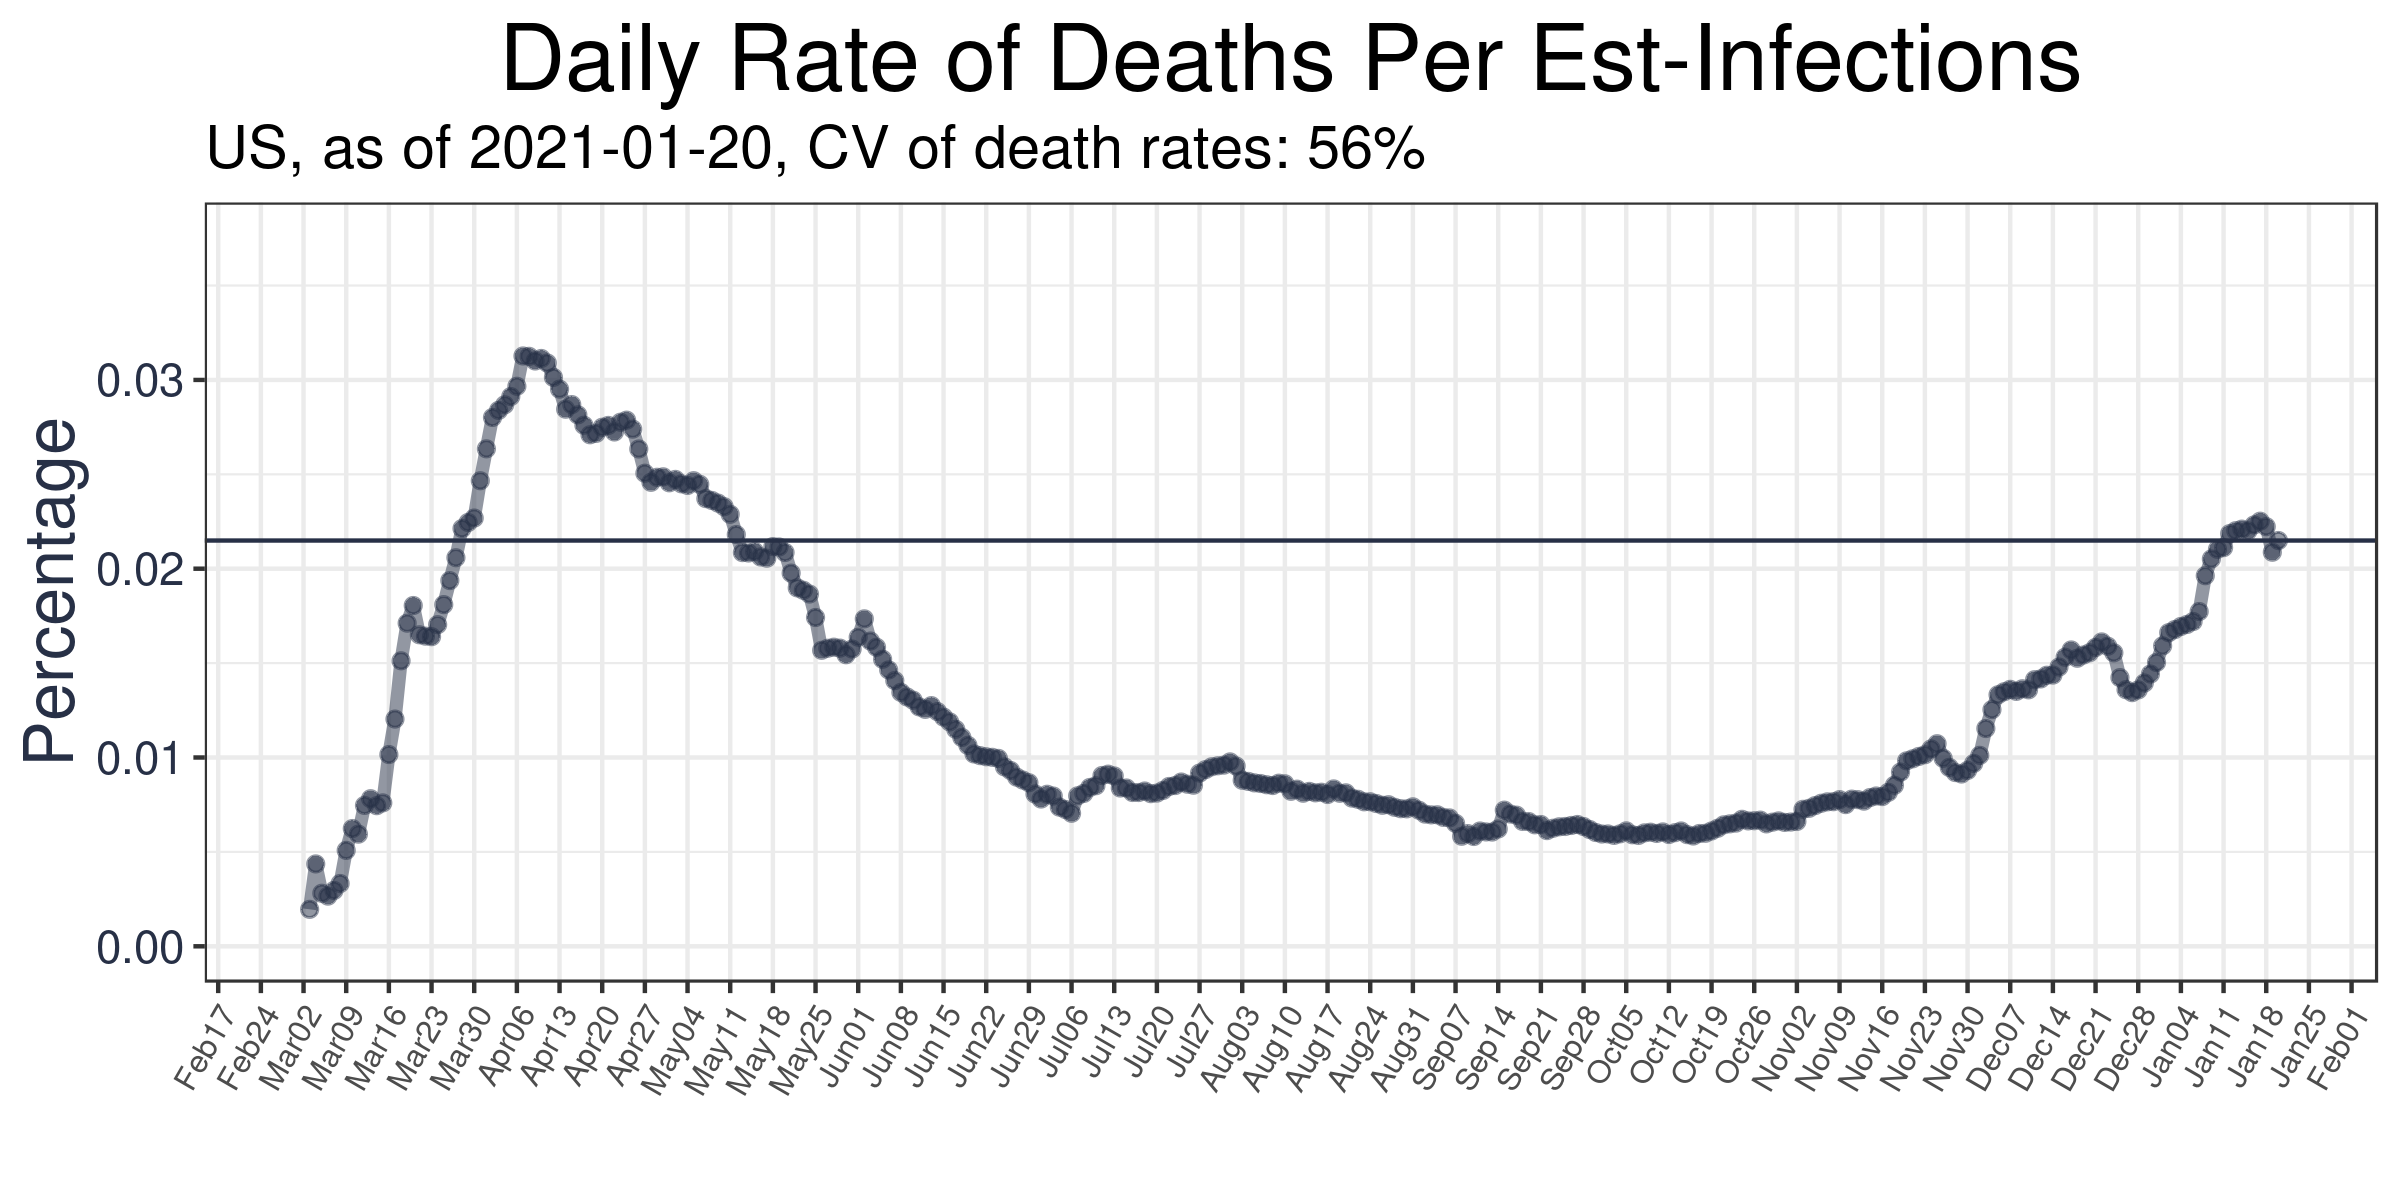 Daily Rate of Deaths Per Est-Infections
US, as of 2021-01-20, CV of death rates: 56%
Percentage
0.03
0.02
0.01
0.00
Feb17
Feb24
Mar02
Mar09
Mar16
Mar23
Mar30
Apr06
Apr13
Apr20
Apr27
May04
May11
May18
May25
Jun01
Jun08
Jun15
Jun22
Jun29
Jul06
Jul13
Jul20
Jul27
Aug03
Aug10
Aug17
Aug24
Aug31
Sep07
Sep14
Sep21
Sep28
Oct05
Oct12
Oct19
Oct26
Nov02
Nov09
Nov16
Nov23
Nov30
Dec07
Dec14
Dec21
Dec28
Jan04
Jan11
Jan18
Jan25
Feb01